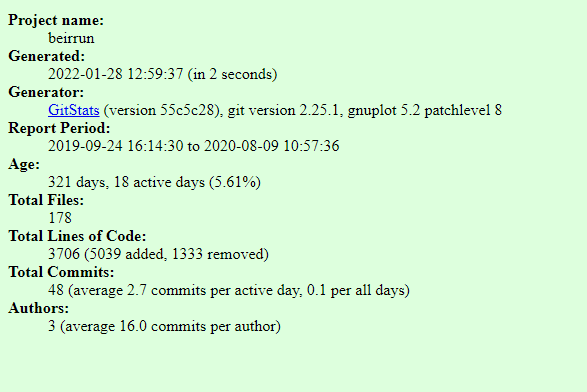 Project name:
beirrun
Generated:
2022-01-28 12:59:37 (in 2 seconds)
Generator:
GitStats (version 55c5c28), git version 2.25.1, gnuplot 5.2 patchlevel 8
Report Period:
2019-09-24 16:14:30 to 2020-08-09 10:57:36
Age:
321 days, 18 active days (5.61%)
Total Files:
178
Total Lines of Code:
3706 (5039 added, 1333 removed)
Total Commits:
48 (average 2.7 commits per active day, 0.1 per all days)
Authors:
3 (average 16.0 commits per author)